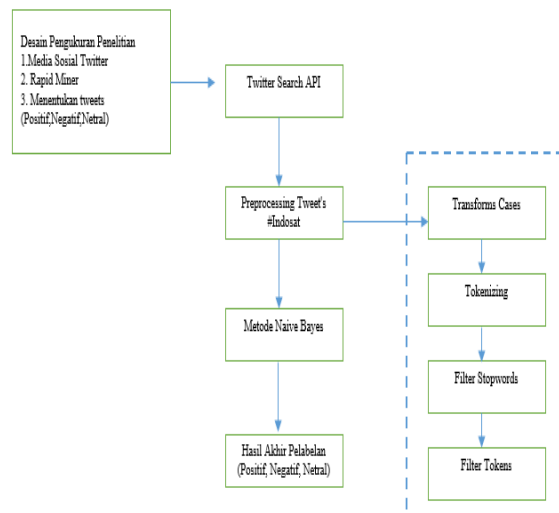 Desain Pengukuran Penelitian
1.Media Sosial Twitter
2. Rapid Miner
3. Menentukan tweets
(Positif,Negatif,Netral)
Twitter Search API
Preprocessing Tweet's
#Indosat
Metode Naive Bayes
Hasil Akhir Pelabelan
(Positif, Negatif, Netral)
Transforms Cases
Tokenizing
Filter Stopwords
Filter Tokens